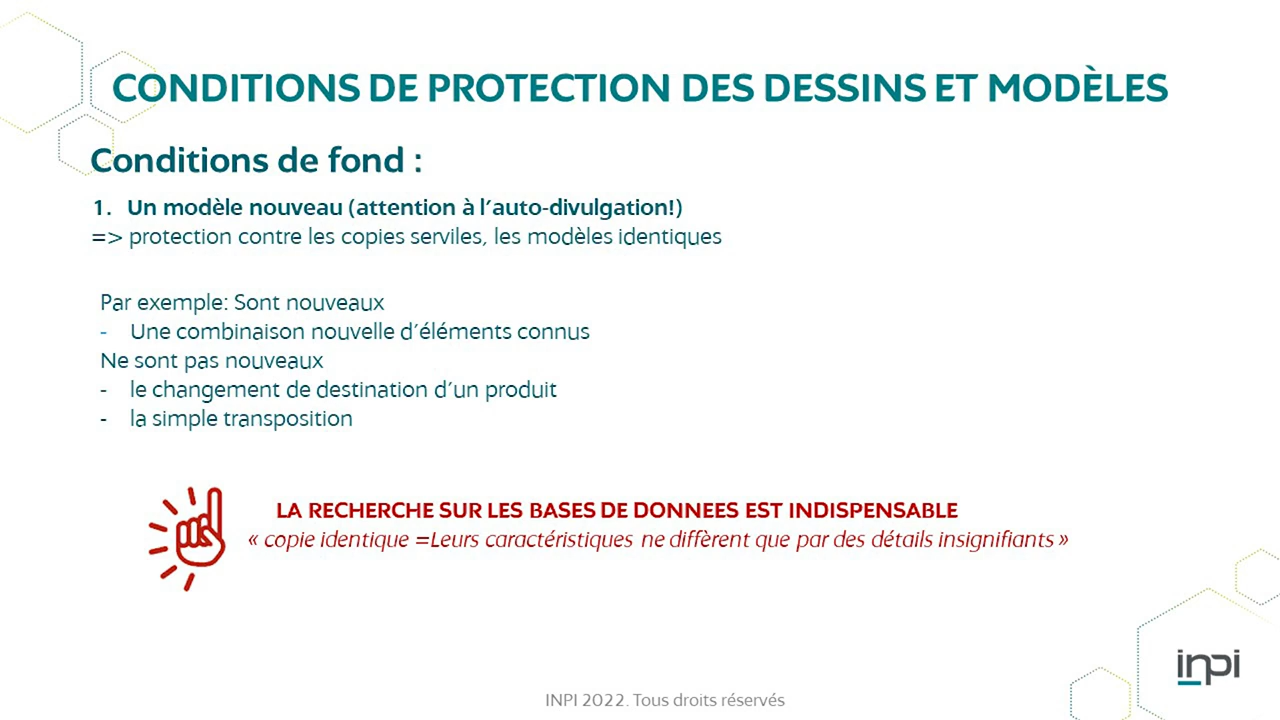 CONDITIONS DE PROTECTION DES DESSINS ET MODÈLES
Conditions de fond :
1. Un modèle nouveau (attention à l'auto-divulgation!)
=> protection contre les copies serviles, les modèles identiques
Par exemple: Sont nouveaux
- Une combinaison nouvelle d'éléments connus
Ne sont pas nouveaux
- le changement de destination d'un produit
- la simple transposition
LA RECHERCHE SUR LES BASES DE DONNEES EST INDISPENSABLE
« copie identique =Leurs caractéristiques ne diffèrent que par des détails insignifiants »
inpi
INPI 2022. Tous droits réservés